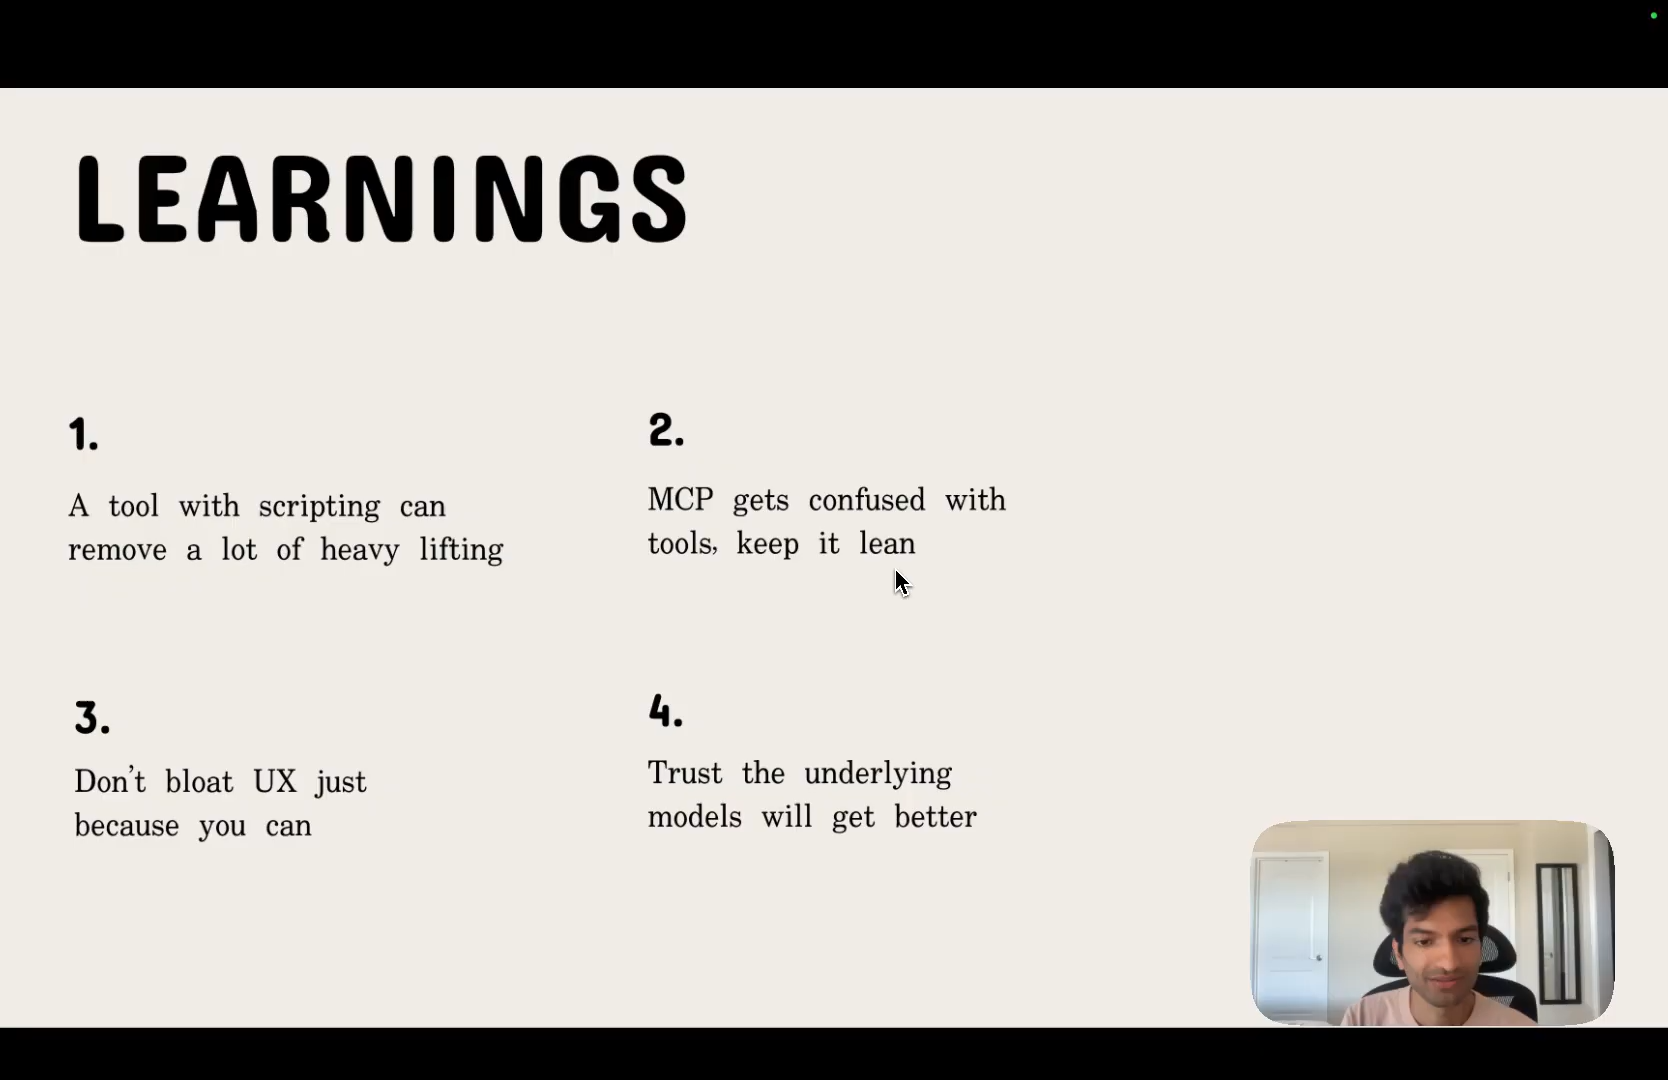 LEARNINGS
1.
A tool with scripting can
remove a lot of heavy lifting
2.
MCP gets confused with
tools, keep it lean
3.
Don't bloat UX just
because you can
4.
Trust the underlying
models will get better